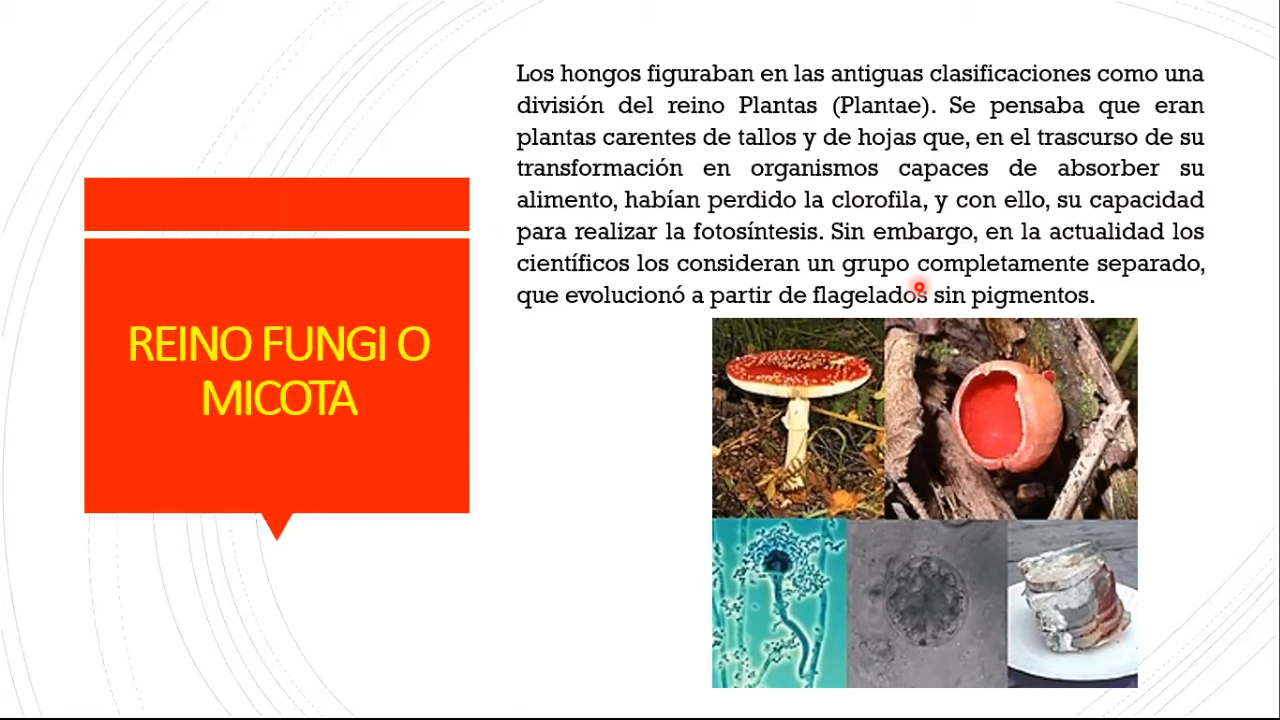 REINO FUNGI O
MICOTA
Los hongos figuraban en las antiguas clasificaciones como una
división del reino Plantas (Plantae). Se pensaba que eran
plantas carentes de tallos y de hojas que, en el trascurso de su
transformación en organismos capaces de absorber su
alimento, habían perdido la clorofila, y con ello, su capacidad
para realizar la fotosíntesis. Sin embargo, en la actualidad los
científicos los consideran un grupo completamente separado,
que evolucionó a partir de flagelados sin pigmentos.